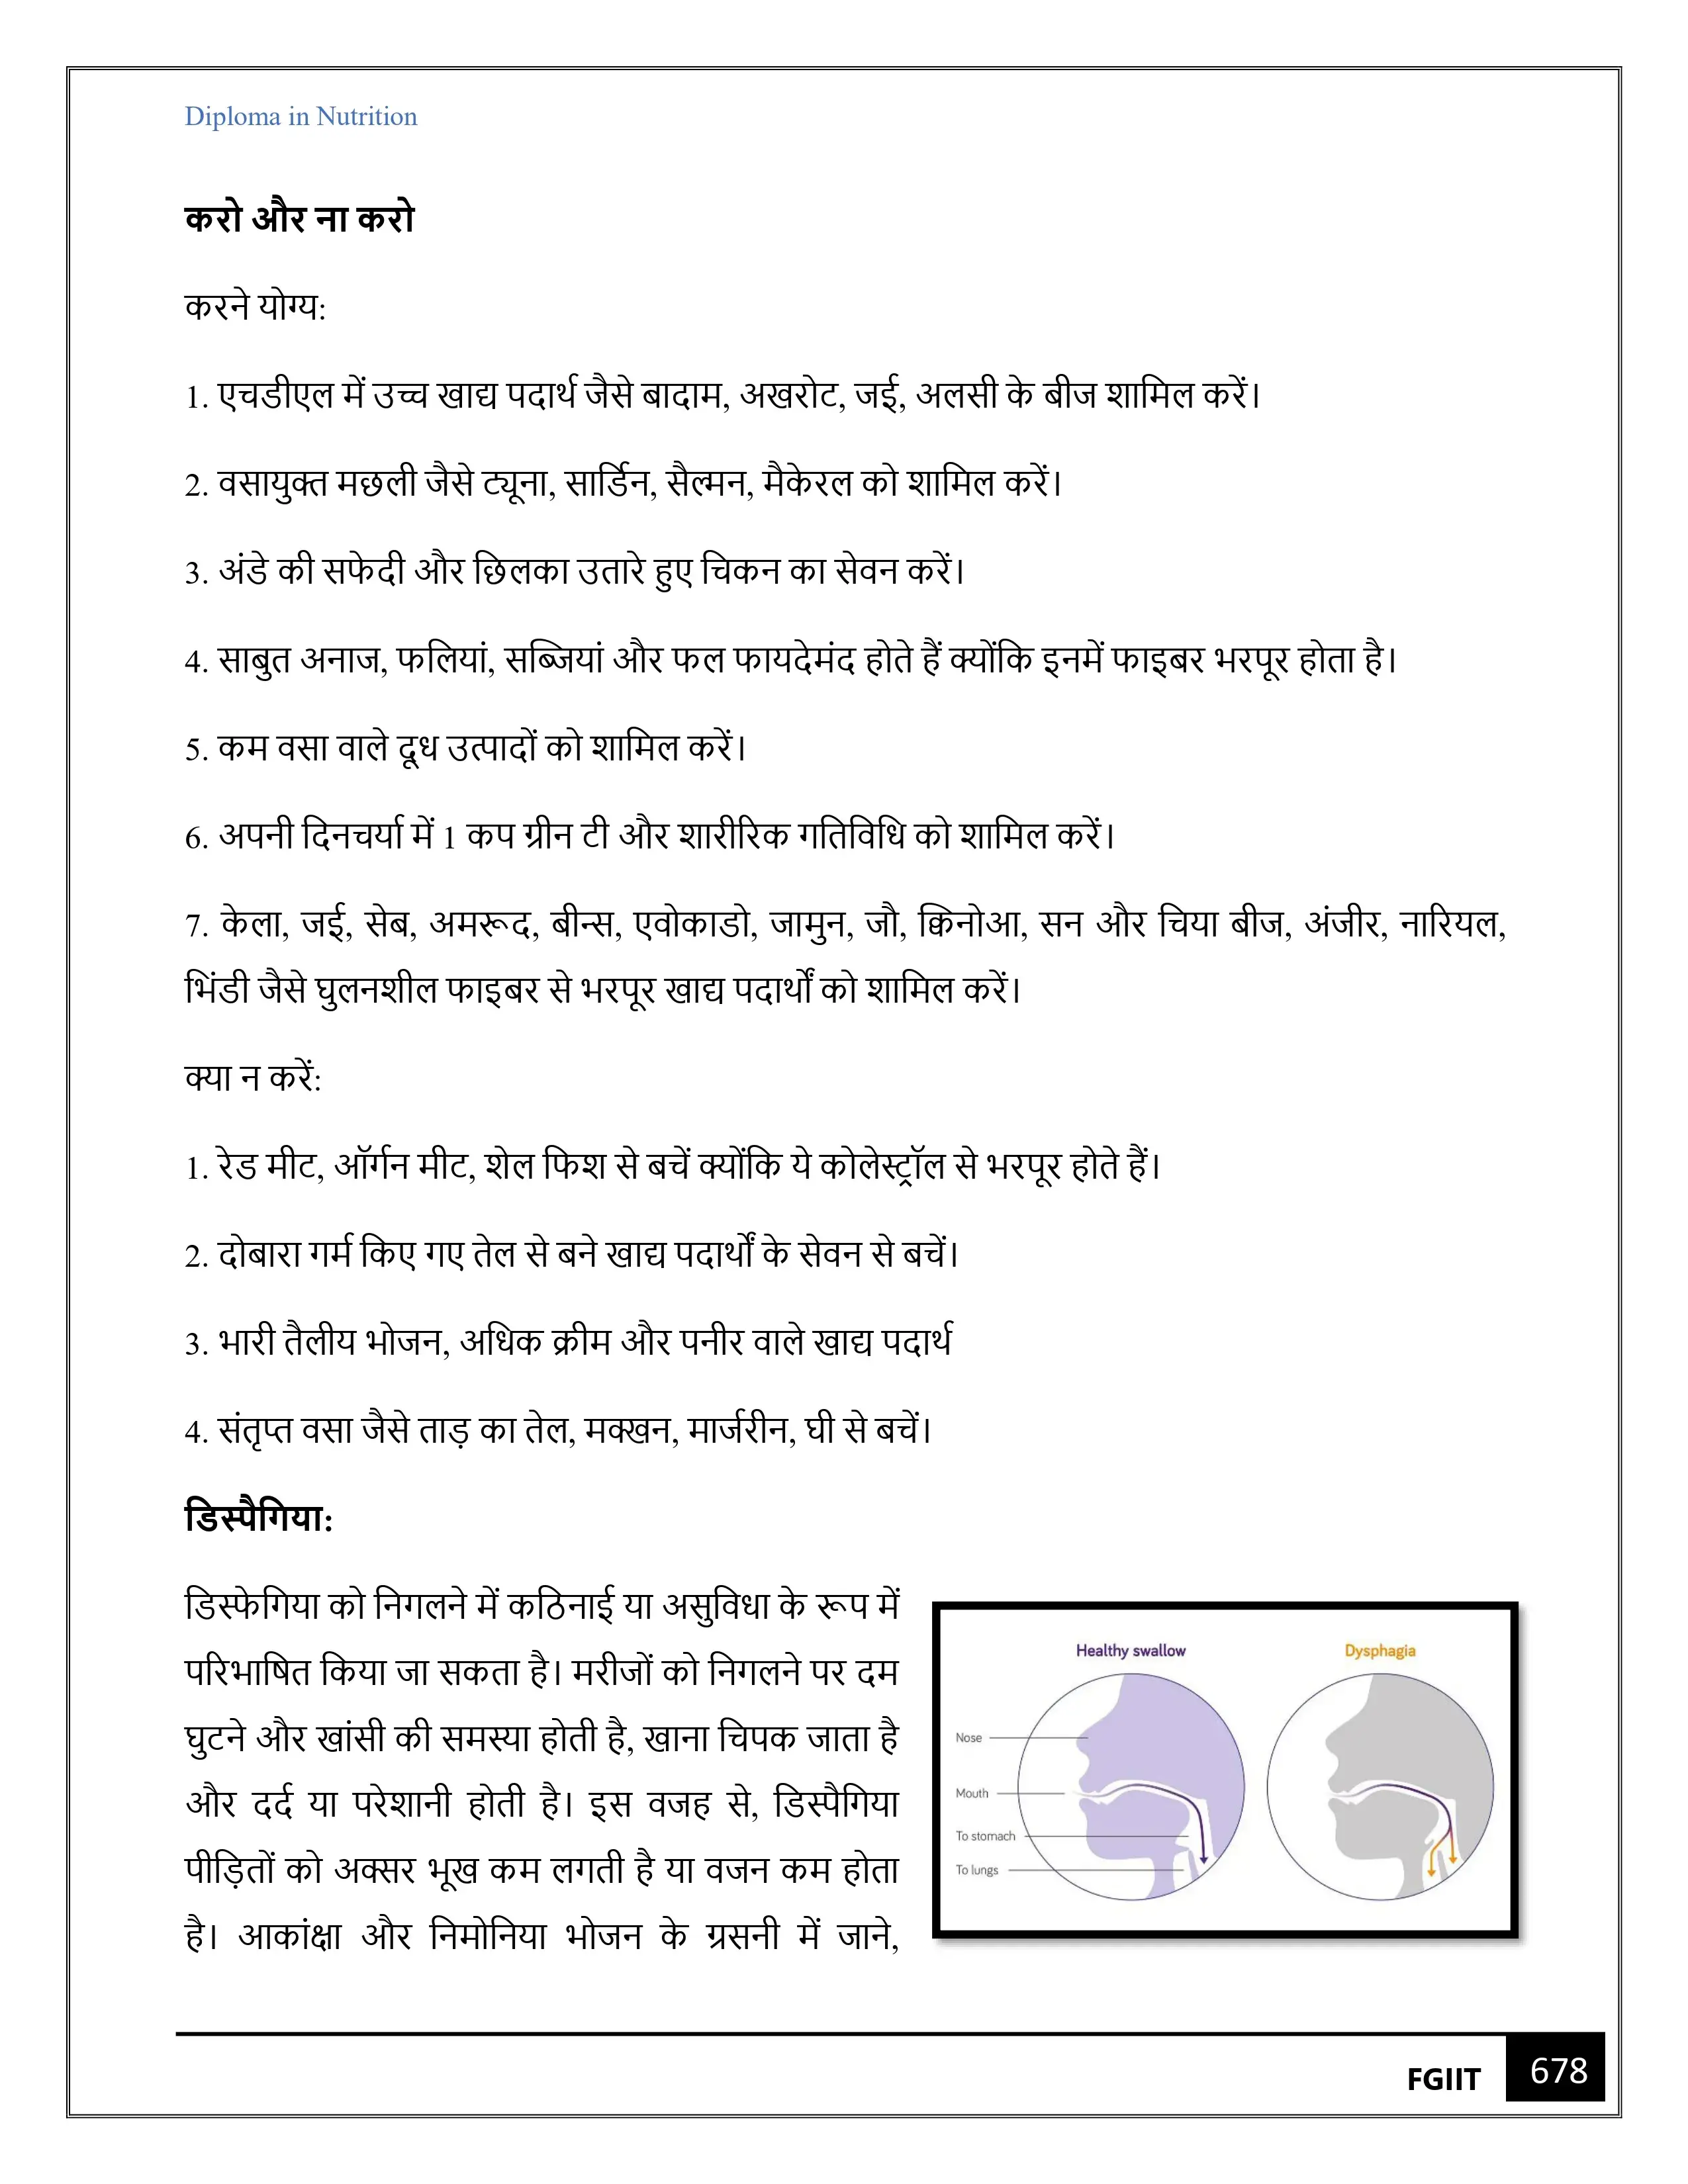 Diploma in Nutrition
करो और ना करो
करने योग्य:
1. एचडीएल में उच्च खाद्य पदार्थ जैसे बादाम, अखरोट, जई, अलसी के बीज शामिल करें।
2. वसायुक्त मछली जैसे ट्यूना, सार्डिन, सैल्मन, मैकेरल को शामिल करें।
3. अंडे की सफेदी और छिलका उतारे हुए चिकन का सेवन करें।
4. साबुत अनाज, फलियां, सब्जियां और फल फायदेमंद होते हैं क्योंकि इनमें फाइबर भरपूर होता है।
5. कम वसा वाले दूध उत्पादों को शामिल करें।
6. अपनी दिनचर्या में 1 कप ग्रीन टी और शारीरिक गतिविधि को शामिल करें।
7. केला, जई, सेब, अमरूद, बीन्स, एवोकाडो, जामुन, जौ, क्विनोआ, सन और चिया बीज, अंजीर, नारियल,
भिंडी जैसे घुलनशील फाइबर से भरपूर खाद्य पदार्थों को शामिल करें।
क्या न करें:
1. रेड मीट, ऑर्गन मीट, शेल फिश से बचें क्योंकि ये कोलेस्ट्रॉल से भरपूर होते हैं।
2. दोबारा गर्म किए गए तेल से बने खाद्य पदार्थों के सेवन से बचें।
3. भारी तैलीय भोजन, अधिक क्रीम और पनीर वाले खाद्य पदार्थ
4. संतृप्त वसा जैसे ताड़ का तेल, मक्खन, मार्जरीन, घी से बचें।
डिस्पैगिया:
डिस्फेगिया को निगलने में कठिनाई या असुविधा के रूप में
परिभाषित किया जा सकता है। मरीजों को निगलने पर दम
घुटने और खांसी की समस्या होती है, खाना चिपक जाता है
और दर्द या परेशानी होती है। इस वजह से, डिस्पैगिया
पीड़ितों को अक्सर भूख कम लगती है या वजन कम होता
है। आकांक्षा और निमोनिया भोजन के ग्रसनी में जाने,
Healthy swallow
Dysphagia
Nose
Mouth
To stomach
To lungs
FGIIT
678